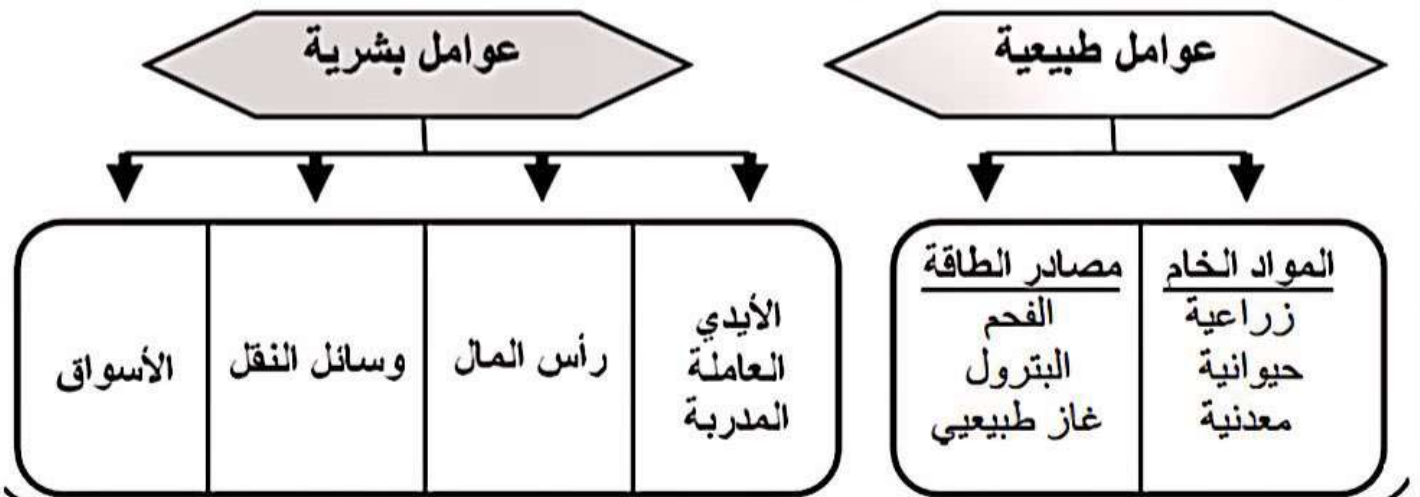 عوامل طبيعية
المواد الخام
زراعية
حيوانية
معدنية
مصادر الطاقة
الفحم
البترول
غاز طبيعيي
عوامل بشرية
الأيدي
العاملة
المدربة
رأس المال
وسائل النقل
الأسواق